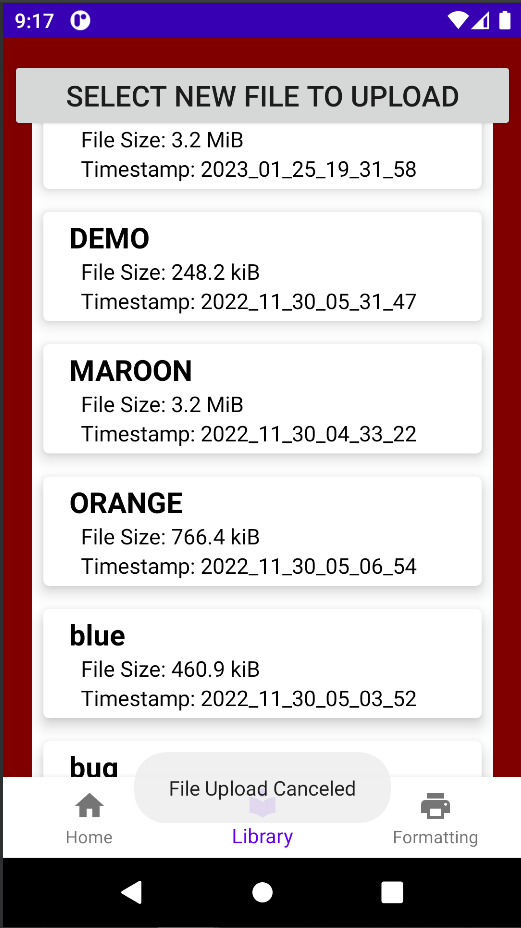 9:17
SELECT NEW FILE TO UPLOAD
File Size: 3.2 MiB
Timestamp: 2023_01_25_19_31_58
DEMO
File Size: 248.2 kiB
Timestamp: 2022_11_30_05_31_47
MAROON
File Size: 3.2 MiB
Timestamp: 2022_11_30_04_33_22
ORANGE
File Size: 766.4 kiB
Timestamp: 2022_11_30_05_06_54
blue
File Size: 460.9 kiB
Timestamp: 2022_11_30_05_03_52
bug
File Upload Canceled
Home
Library
Formatting